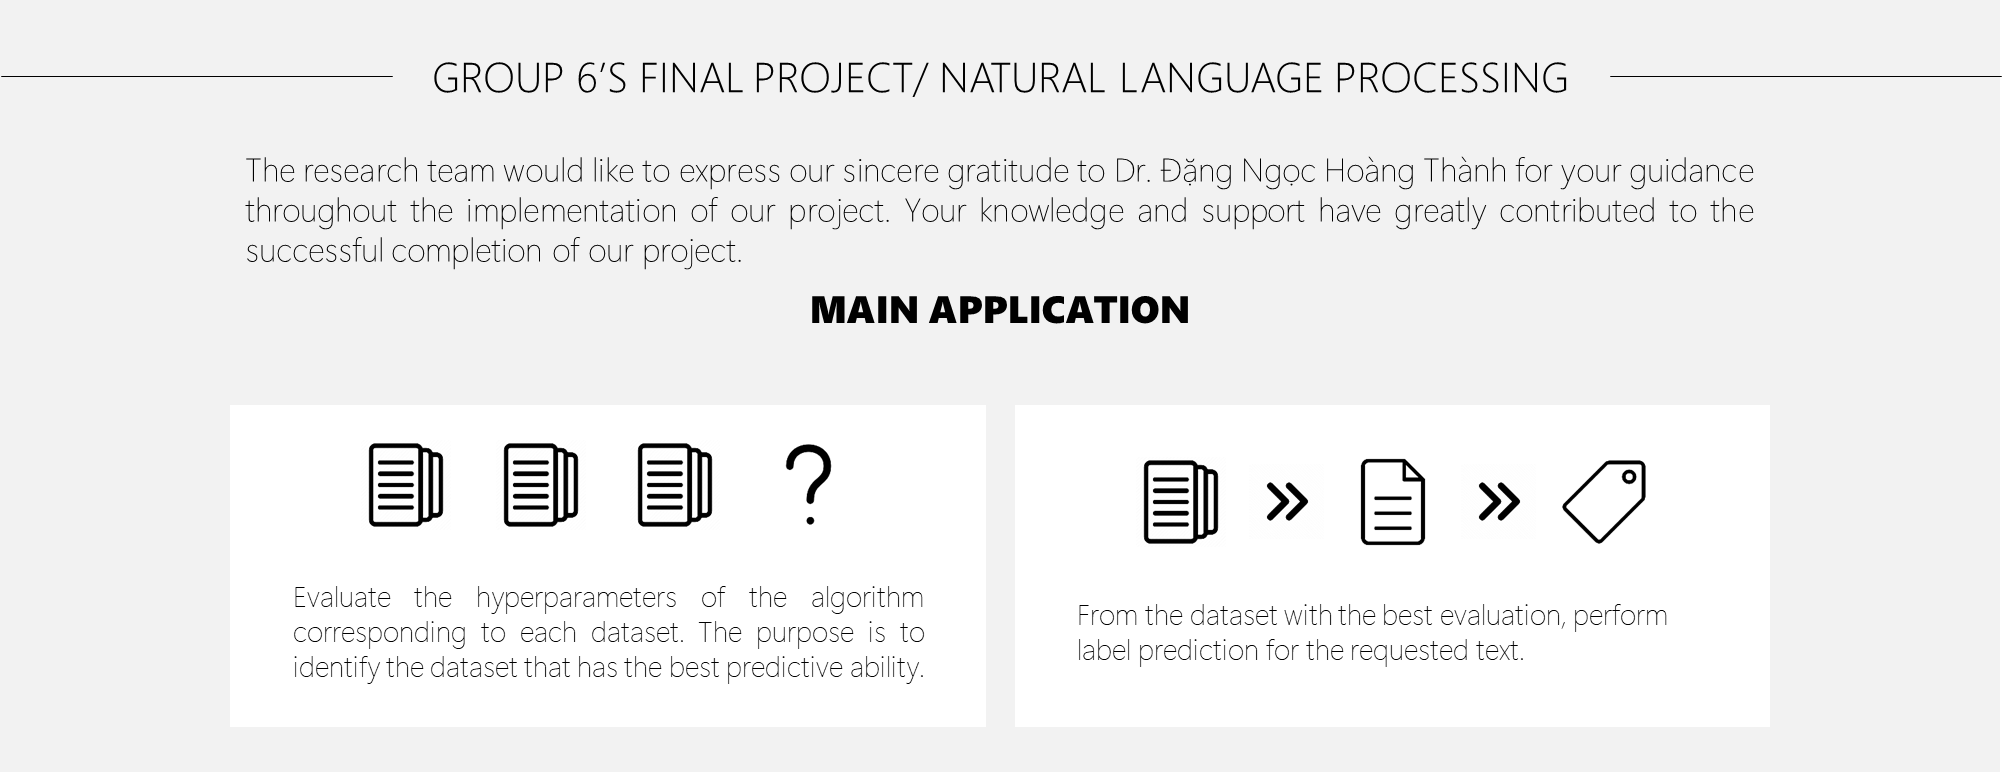 GROUP 6’S FINAL PROJECT/ NATURAL LANGUAGE PROCESSING
The research team would like to express our sincere gratitude to Dr. Đặng Ngọc Hoàng Thành for your guidance
throughout the implementation of our project. Your knowledge and support have greatly contributed to the
successful completion of our project.
MAIN APPLICATION
Evaluate the hyperparameters of the algorithm
corresponding to each dataset. The purpose is to
identify the dataset that has the best predictive ability.
From the dataset with the best evaluation, perform
label prediction for the requested text.